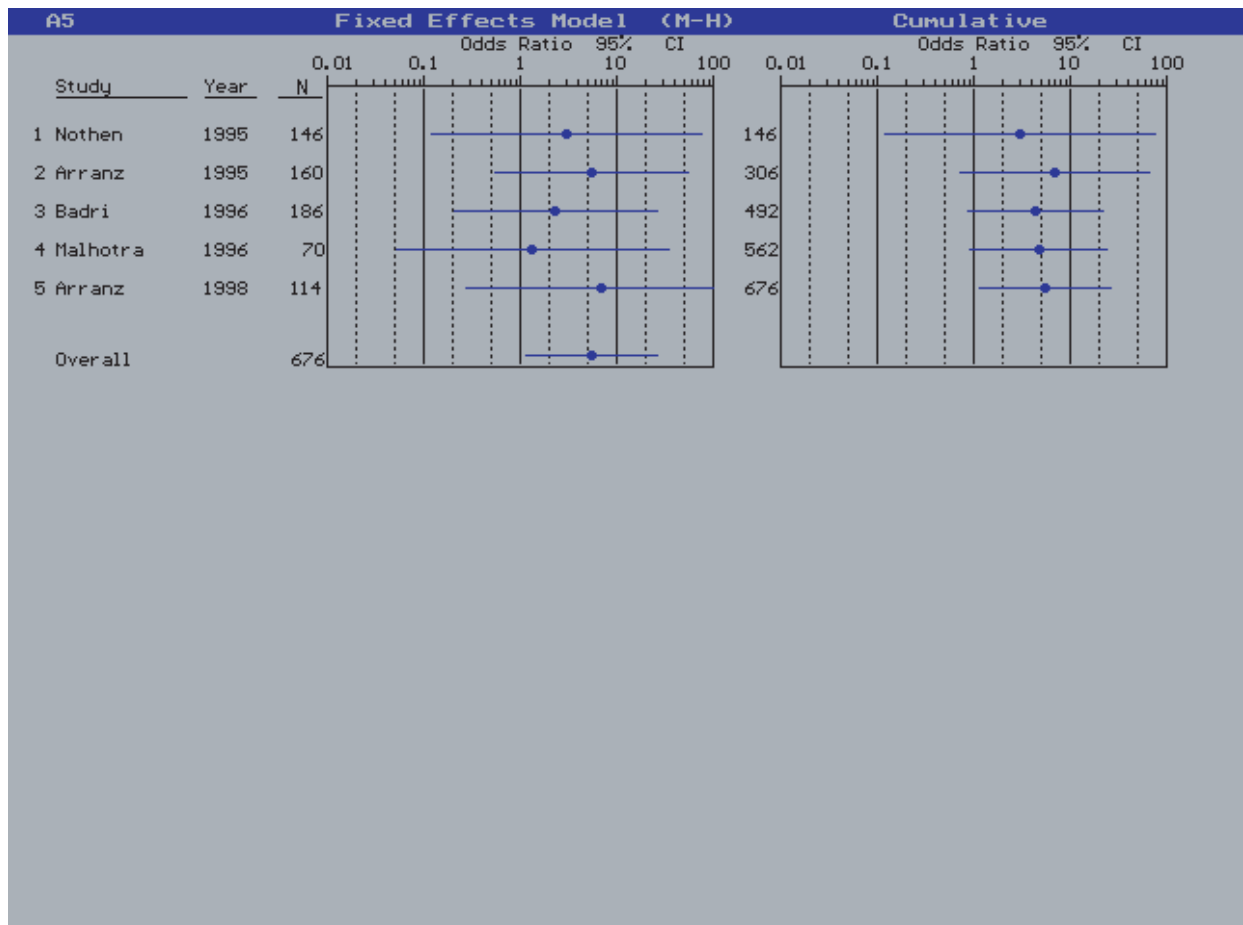 A5 Fixed Effects Model (M-H) Cumulative
Odds Ratio 95% CI Odds Ratio 95% CI
0.01 0.1 1 10 100 0.01 0.1 1 10 100
Study Year N
1 Nothen 1995 146 146
2 Arranz 1995 160 306
3 Badri 1996 186 492
4 Malhotra 1996 70 562
5 Arranz 1998 114 676
Overall 676